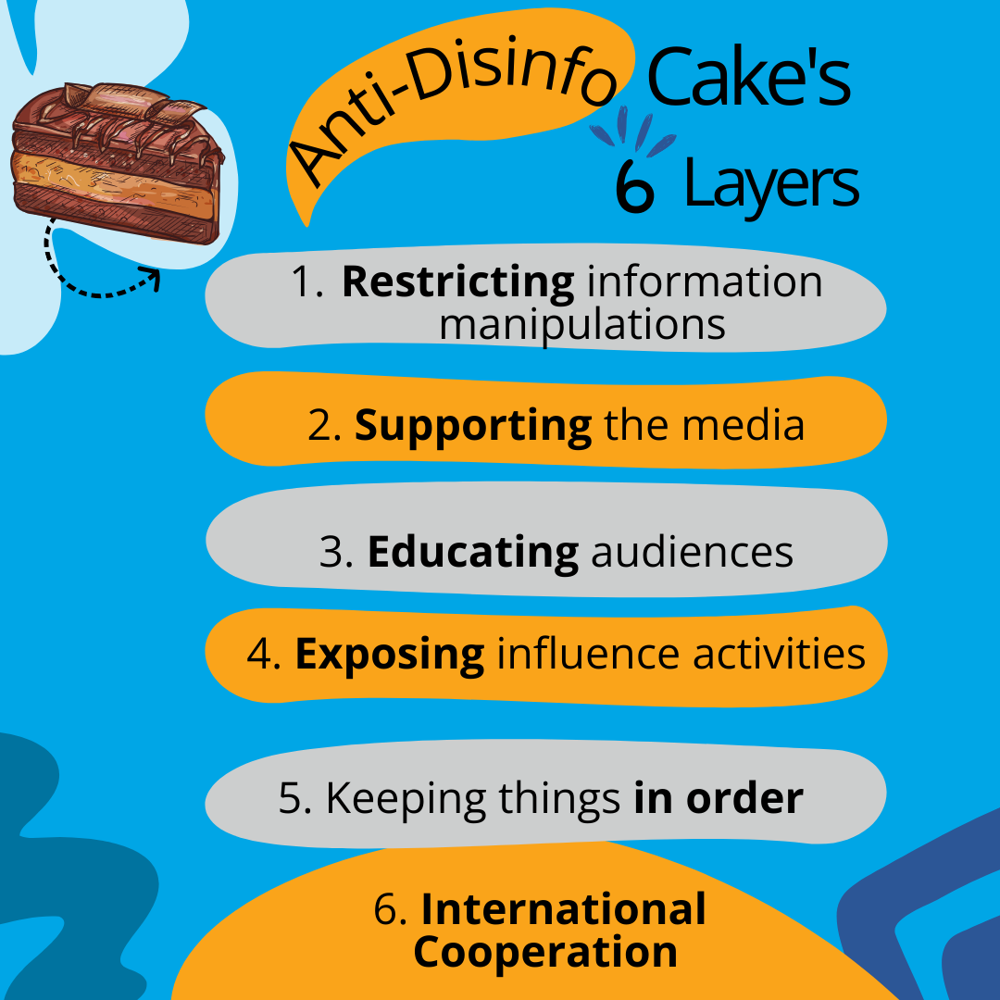 Anti-Disinfo Cake's
6 Layers
1. Restricting information
manipulations
2. Supporting the media
3. Educating audiences
4. Exposing influence activities
5. Keeping things in order
6. International
Cooperation